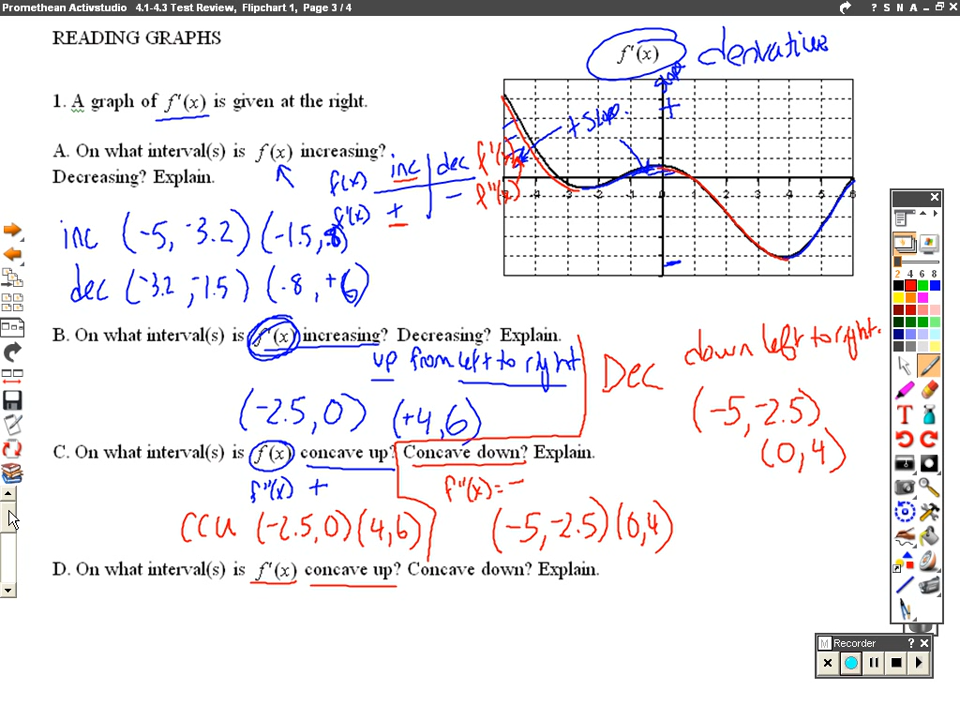 Promethean Activstudio 4.1-4.3 Test Review, Flipchart 1, Page 3 / 4
? S N A
READING GRAPHS
f'(x) derivative
1. A graph of f'(x) is given at the right.
slope
+
+ slope
A. On what interval(s) is f(x) increasing?
Decreasing? Explain.
inc dec
f(x)
f'(x) + −
f'(x)
f''(x)
inc (-5, -3.2) (-1.5, .8)
dec (-3.2, -1.5) (.8, +6)
B. On what interval(s) is f'(x) increasing? Decreasing? Explain.
up from left to right
(-2.5, 0) (+4, 6)
Dec down left to right.
(-5, -2.5)
(0, 4)
C. On what interval(s) is f(x) concave up? Concave down? Explain.
f''(x) + f''(x) = −
CCU (-2.5, 0) (4, 6) (-5, -2.5) (0, 4)
D. On what interval(s) is f'(x) concave up? Concave down? Explain.
2 4 6 8
T
Recorder ? X